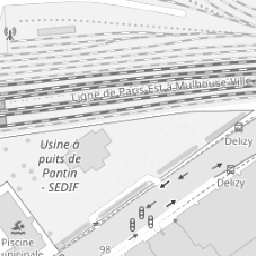 Ligne de Paris-Est à Mulhouse-Ville
Delizy
Usine à
puits de
Pantin
- SEDIF
Delizy
Piscine
98